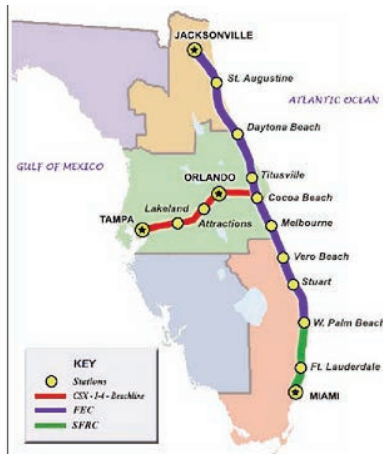 JACKSONVILLE
St. Augustine
ATLANTIC OCEAN
Daytona Beach
GULF OF MEXICO
Titusville
ORLANDO
Cocoa Beach
Lakeland
TAMPA
Attractions
Melbourne
Vero Beach
Stuart
W. Palm Beach
KEY
Stations
CSX - I-4 - Beachline
FEC
SFRC
Ft. Lauderdale
MIAMI